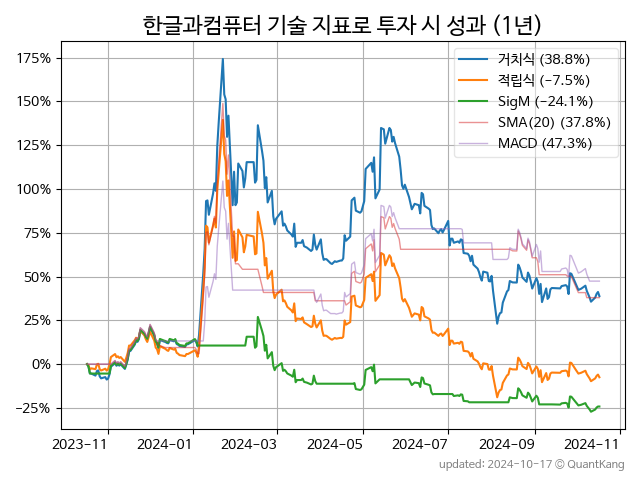 한글과컴퓨터 기술 지표로 투자 시 성과 (1년)
거치식 (38.8%)
적립식 (−7.5%)
SigM (−24.1%)
SMA(20) (37.8%)
MACD (47.3%)
175%
150%
125%
100%
75%
50%
25%
0%
−25%
2023-11 2024-01 2024-03 2024-05 2024-07 2024-09 2024-11
updated: 2024-10-17 © QuantKang